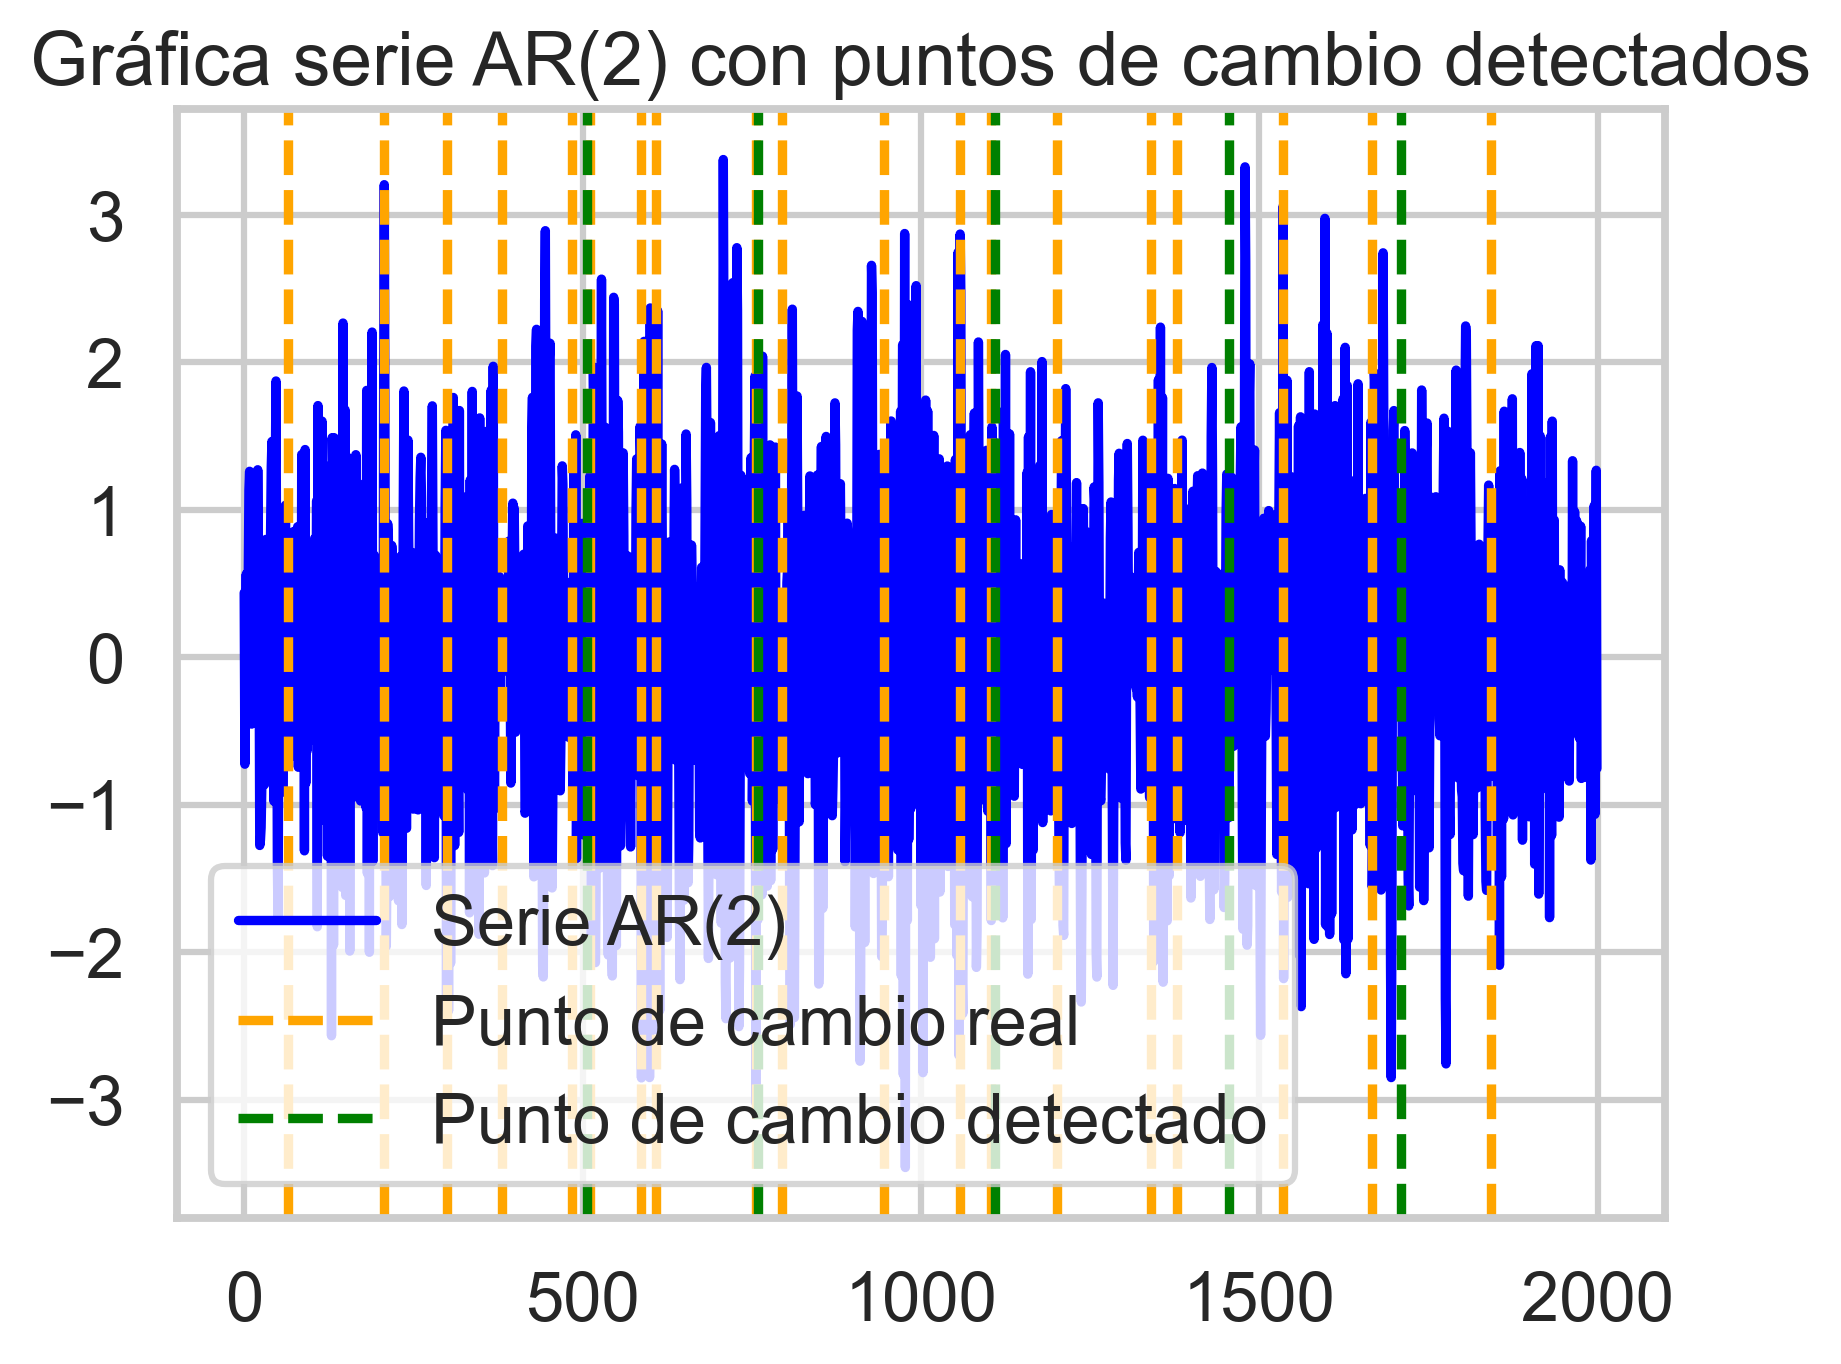 Gráfica serie AR(2) con puntos de cambio detectados
3
2
1
0
−1
−2
−3
Serie AR(2)
Punto de cambio real
Punto de cambio detectado
0 500 1000 1500 2000